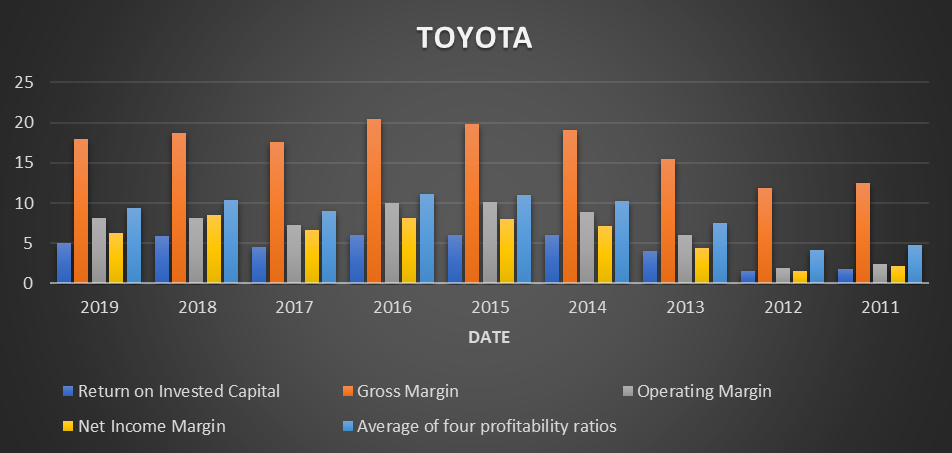 TOYOTA
25
20
15
10
5
0
2019 2018 2017 2016 2015 2014 2013 2012 2011
DATE
Return on Invested Capital Gross Margin Operating Margin
Net Income Margin Average of four profitability ratios